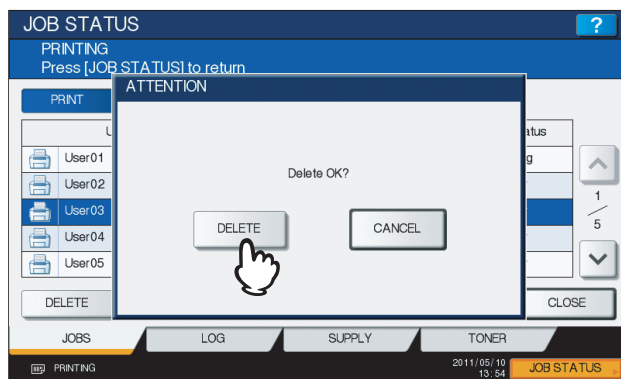 JOB STATUS
?
PRINTING
Press [JOB STATUS] to return
ATTENTION
PRINT
User01
User02
User03
User04
User05
Delete OK?
DELETE
CANCEL
1
5
DELETE
CLOSE
JOBS
LOG
SUPPLY
TONER
PRINTING
2011/05/10
13:54
JOB STATUS